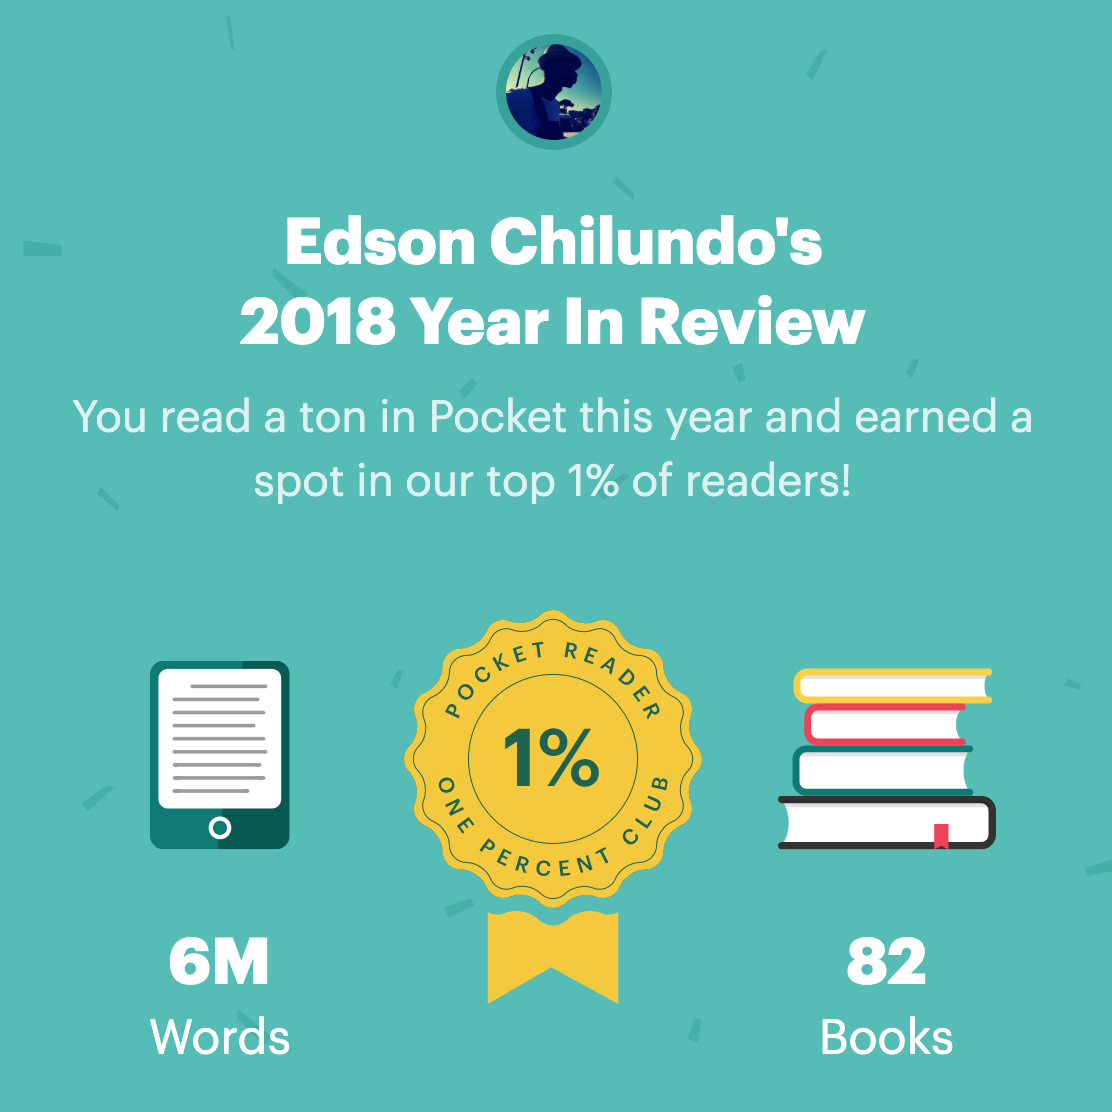 Edson Chilundo's
2018 Year In Review
You read a ton in Pocket this year and earned a
spot in our top 1% of readers!
POCKET READER
1%
ONE PERCENT CLUB
6M
Words
82
Books